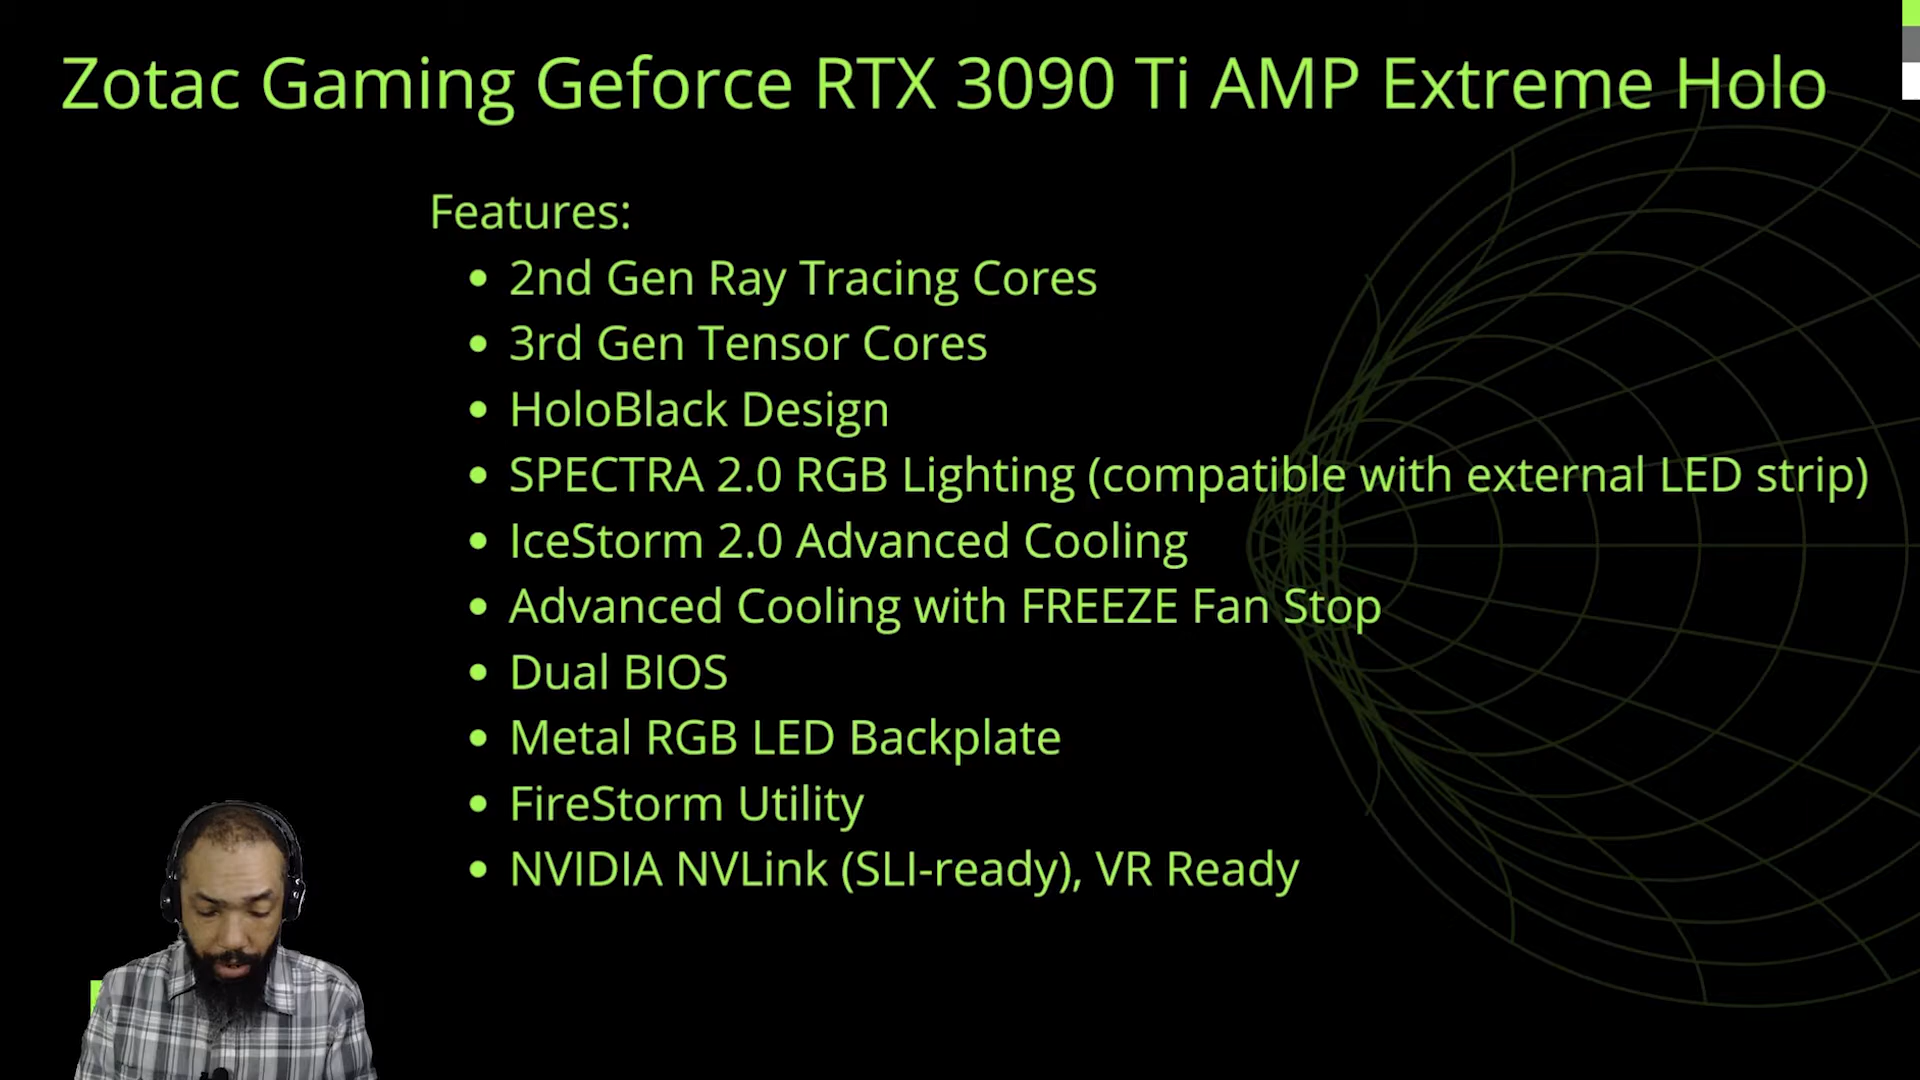 Zotac Gaming Geforce RTX 3090 Ti AMP Extreme Holo
Features:
2nd Gen Ray Tracing Cores
3rd Gen Tensor Cores
HoloBlack Design
SPECTRA 2.0 RGB Lighting (compatible with external LED strip)
IceStorm 2.0 Advanced Cooling
Advanced Cooling with FREEZE Fan Stop
Dual BIOS
Metal RGB LED Backplate
FireStorm Utility
NVIDIA NVLink (SLI-ready), VR Ready